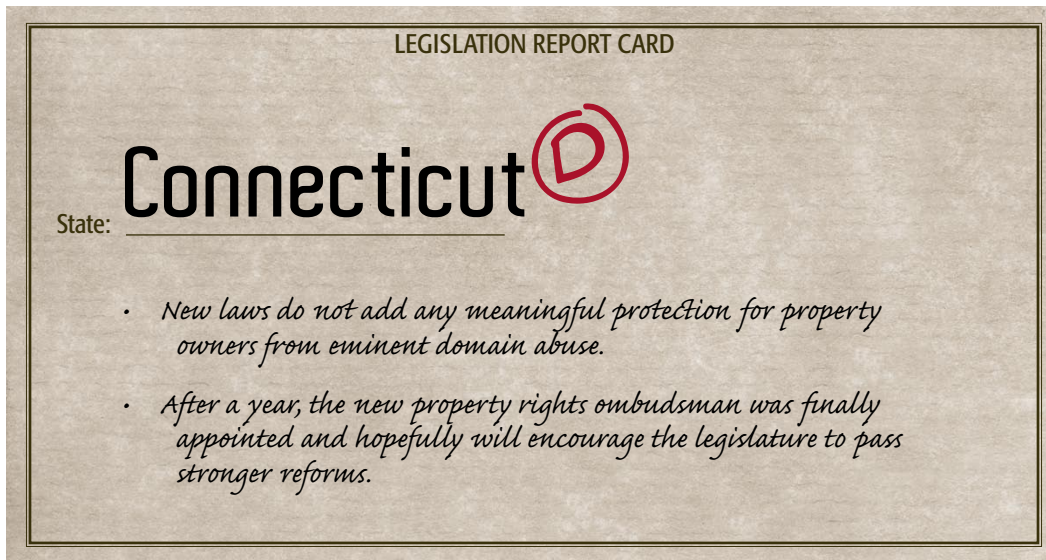 LEGISLATION REPORT CARD
State: Connecticut D
• New laws do not add any meaningful protection for property
owners from eminent domain abuse.
• After a year, the new property rights ombudsman was finally
appointed and hopefully will encourage the legislature to pass
stronger reforms.